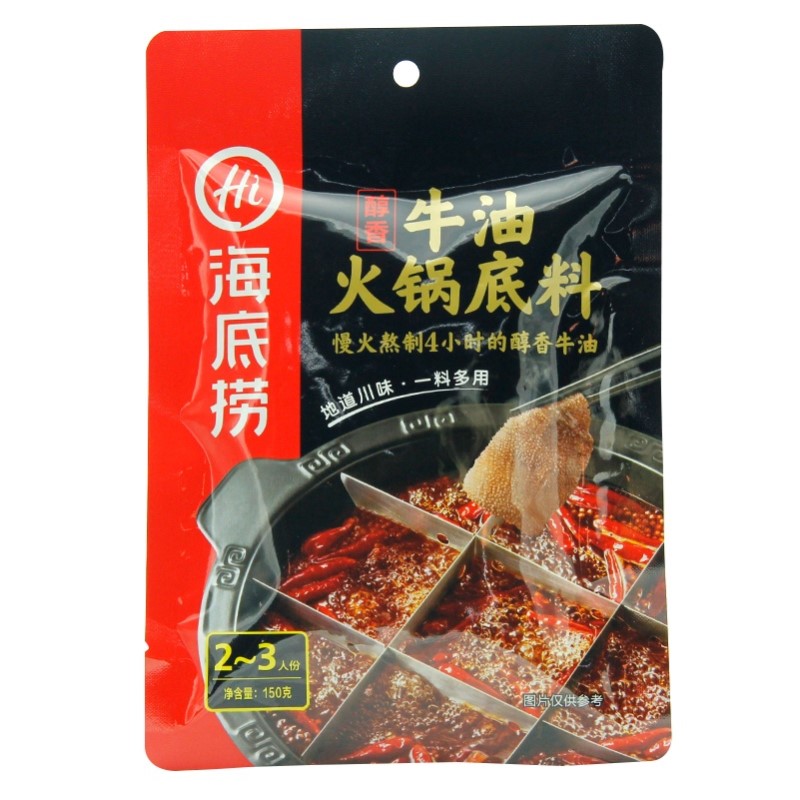 Hi
海底捞
醇香
牛油
火锅底料
慢火熬制4小时的醇香牛油
地道川味·一料多用
2~3人份
净含量：150克
图片仅供参考